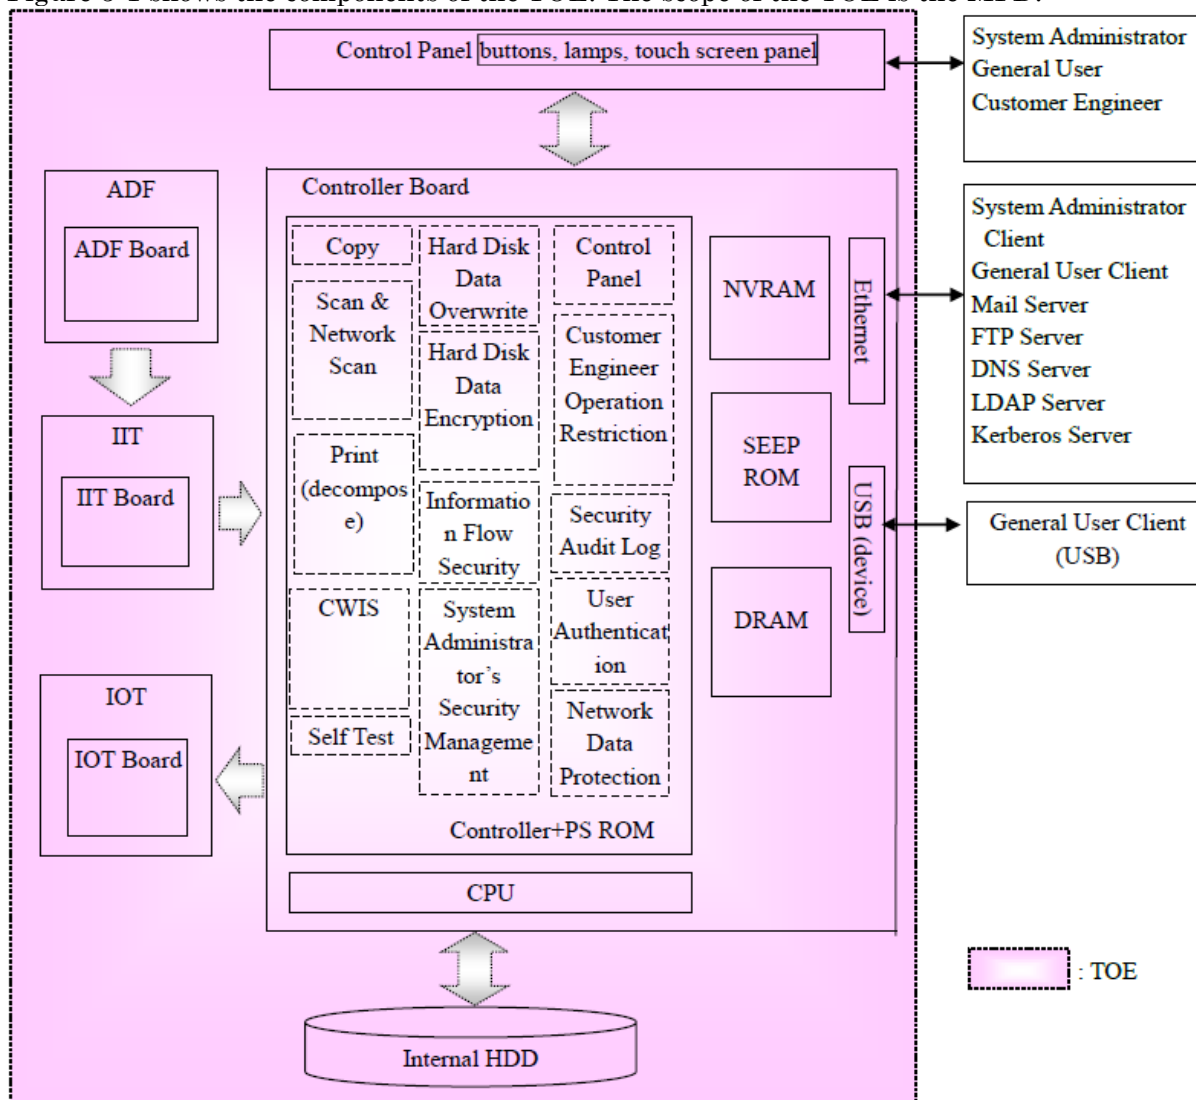 Figure 3-1 shows the components of the TOE. The scope of the TOE is the MFD.
Control Panel buttons, lamps, touch screen panel
System Administrator
General User
Customer Engineer
ADF
ADF Board
IIT
IIT Board
IOT
IOT Board
Controller Board
Copy
Scan &
Network
Scan
Print
(decompos
e)
CWIS
Self Test
Hard Disk
Data
Overwrite
Hard Disk
Data
Encryption
Informatio
n Flow
Security
System
Administra
tor’s
Security
Manageme
nt
Control
Panel
Customer
Engineer
Operation
Restriction
Security
Audit Log
User
Authenticat
ion
Network
Data
Protection
Controller+PS ROM
CPU
NVRAM
SEEP
ROM
DRAM
Ethernet
USB (device)
System Administrator
Client
General User Client
Mail Server
FTP Server
DNS Server
LDAP Server
Kerberos Server
General User Client
(USB)
Internal HDD
: TOE